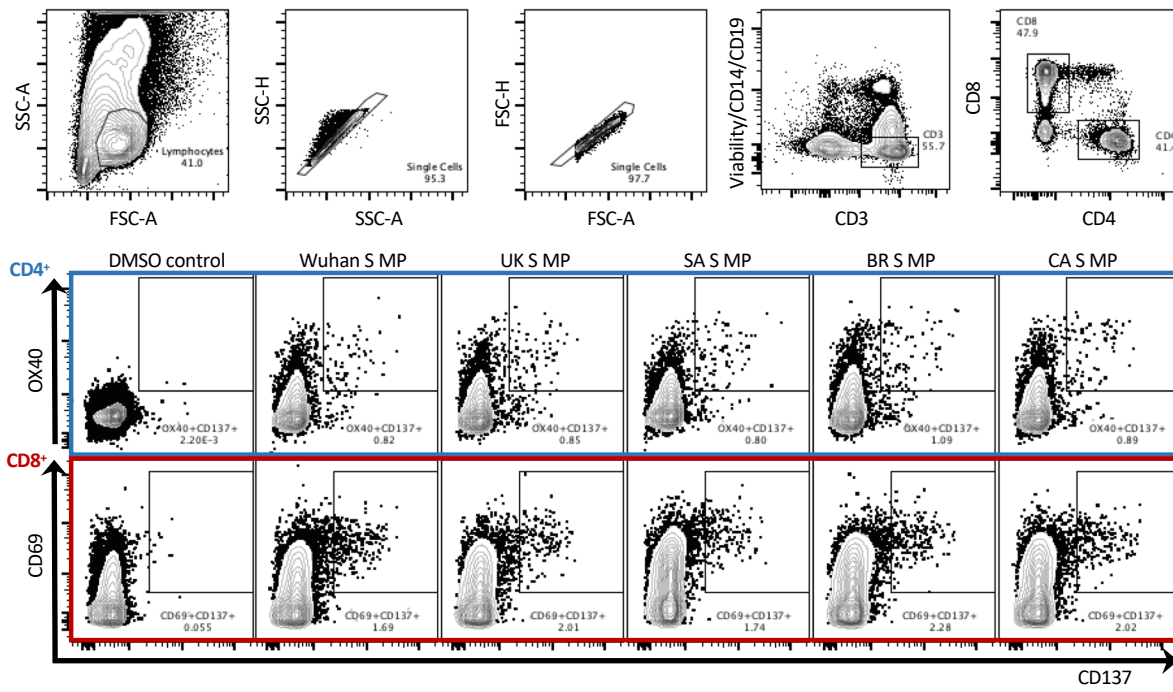 SSC-A
Lymphocytes
41.0
FSC-A
SSC-H
Single Cells
95.3
SSC-A
FSC-H
Single Cells
97.7
FSC-A
Viability/CD14/CD19
CD3
55.7
CD3
CD8
CD8
47.9
CD4
DMSO control
Wuhan S MP
UK S MP
SA S MP
BR S MP
CA S MP
CD4⁺
OX40
OX40+CD137+
2.20E-3
OX40+CD137+
0.82
OX40+CD137+
0.85
OX40+CD137+
0.80
OX40+CD137+
1.09
OX40+CD137+
0.89
CD8⁺
CD69
CD69+CD137+
0.055
CD69+CD137+
1.69
CD69+CD137+
2.01
CD69+CD137+
1.74
CD69+CD137+
2.28
CD69+CD137+
2.02
CD137